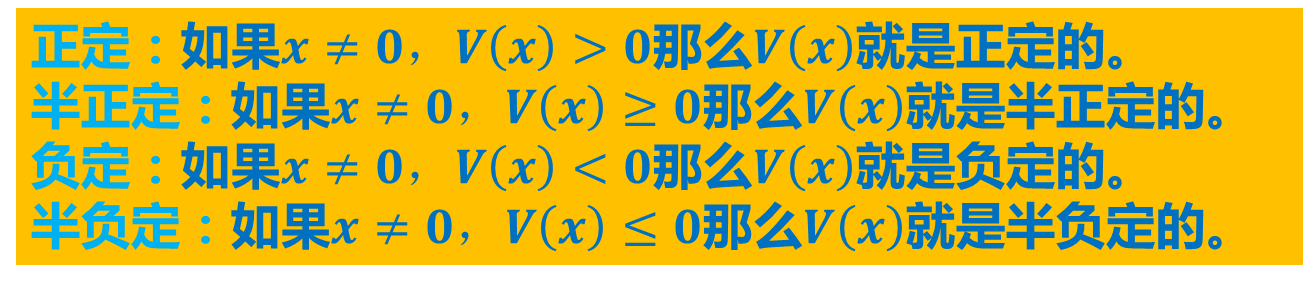 正定：如果x ≠ 0，V(x) > 0那么V(x)就是正定的。
半正定：如果x ≠ 0，V(x) ≥ 0那么V(x)就是半正定的。
负定：如果x ≠ 0，V(x) < 0那么V(x)就是负定的。
半负定：如果x ≠ 0，V(x) ≤ 0那么V(x)就是半负定的。